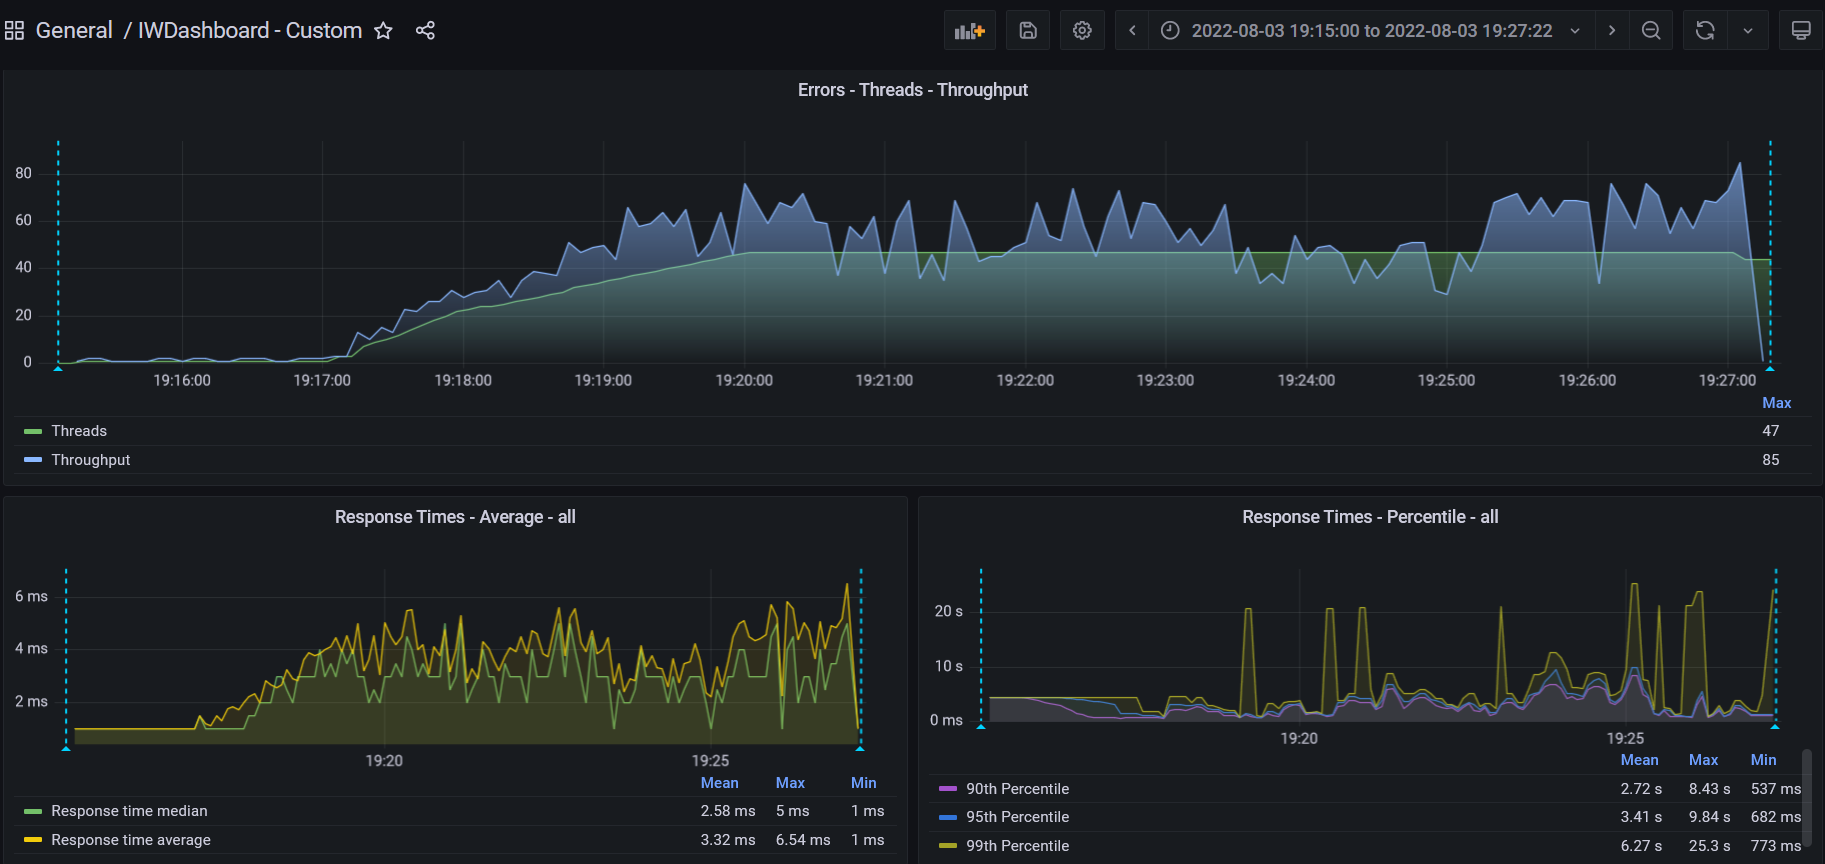 General / IWDashboard - Custom
2022-08-03 19:15:00 to 2022-08-03 19:27:22
Errors - Threads - Throughput
80
60
40
20
0
19:16:00 19:17:00 19:18:00 19:19:00 19:20:00 19:21:00 19:22:00 19:23:00 19:24:00 19:25:00 19:26:00 19:27:00
Max
Threads 47
Throughput 85
Response Times - Average - all
6 ms
4 ms
2 ms
19:20 19:25
Mean Max Min
Response time median 2.58 ms 5 ms 1 ms
Response time average 3.32 ms 6.54 ms 1 ms
Response Times - Percentile - all
20 s
10 s
0 ms
19:20 19:25
Mean Max Min
90th Percentile 2.72 s 8.43 s 537 ms
95th Percentile 3.41 s 9.84 s 682 ms
99th Percentile 6.27 s 25.3 s 773 ms